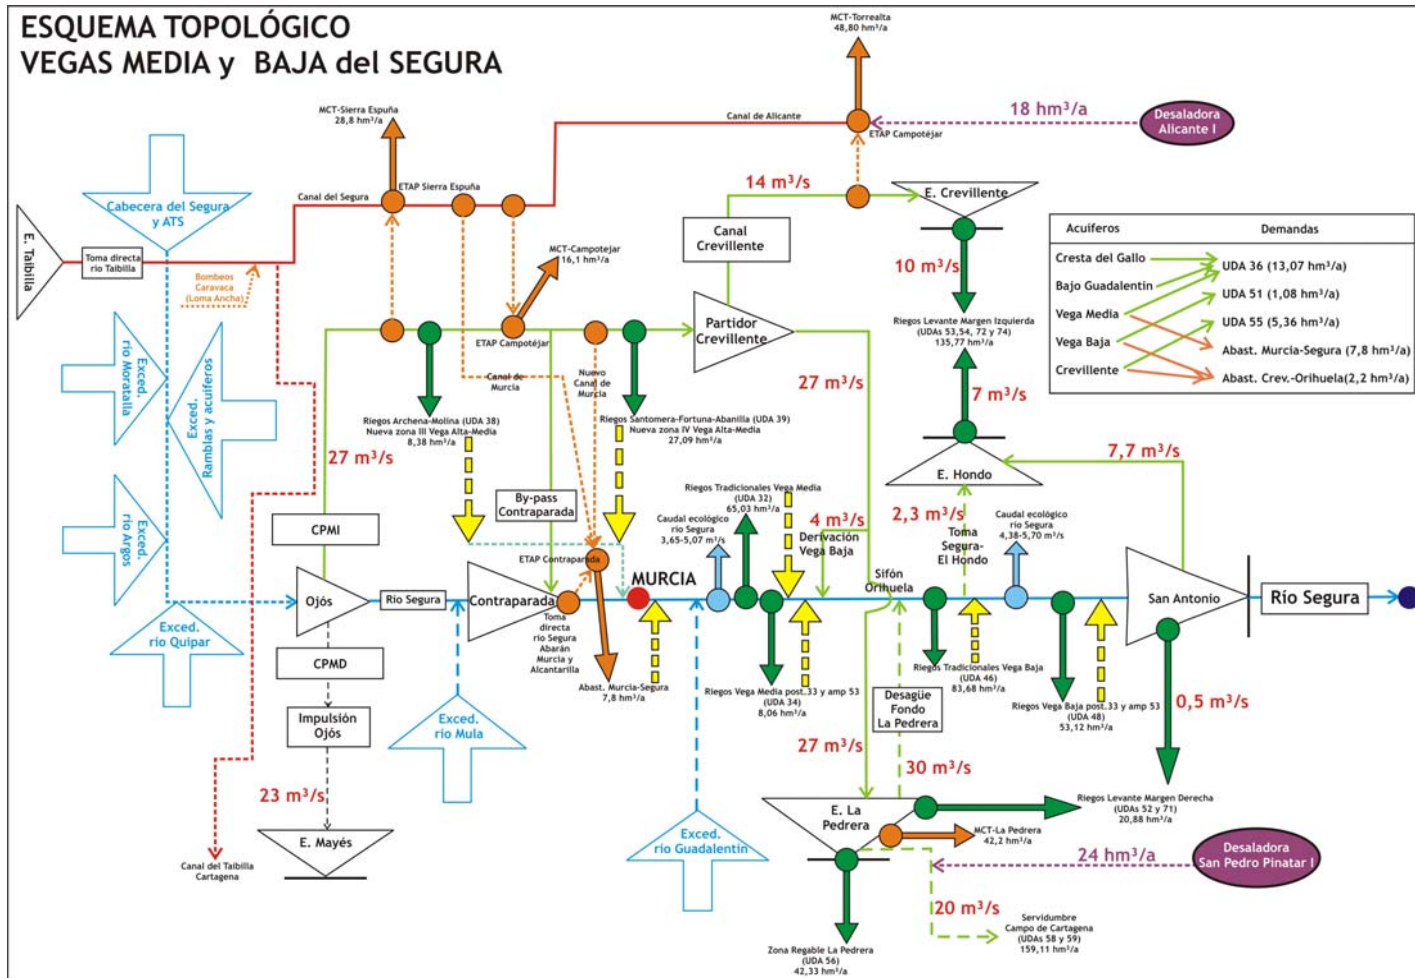 ESQUEMA TOPOLÓGICO
VEGAS MEDIA y BAJA del SEGURA
MCT-Torrealta
48,80 hm³/a
MCT-Sierra Espuña
28,8 hm³/a
Canal de Alicante
ETAP Campotéjar
18 hm³/a
Desaladora
Alicante I
Cabecera del Segura
y ATS
Canal del Segura
ETAP Sierra Espuña
14 m³/s
E. Crevillente
E. Taibilla
Toma directa
río Taibilla
Bombeos
Caravaca
(Loma Ancha)
MCT-Campotejar
16,1 hm³/a
Canal
Crevillente
10 m³/s
Acuíferos
Demandas
Cresta del Gallo
Bajo Guadalentín
Vega Media
Vega Baja
Crevillente
UDA 36 (13,07 hm³/a)
UDA 51 (1,08 hm³/a)
UDA 55 (5,36 hm³/a)
Abast. Murcia-Segura (7,8 hm³/a)
Abast. Crev.-Orihuela(2,2 hm³/a)
Exced.
río Moratalla
Exced.
Ramblas y acuíferos
ETAP Campotéjar
Partidor
Crevillente
Riegos Levante Margen Izquierda
(UDAs 53,54, 72 y 74)
135,77 hm³/a
Canal de
Murcia
Nuevo
Canal de
Murcia
27 m³/s
7 m³/s
Riegos Archena-Molina (UDA 38)
Nueva zona III Vega Alta-Media
8,38 hm³/a
Riegos Santomera-Fortuna-Abanilla (UDA 39)
Nueva zona IV Vega Alta-Media
27,09 hm³/a
27 m³/s
7,7 m³/s
E. Hondo
Exced.
río Argos
CPMI
By-pass
Contraparada
Riegos Tradicionales Vega Media
(UDA 32)
65,03 hm³/a
4 m³/s
Derivación
Vega Baja
2,3 m³/s
Toma
Segura-
El Hondo
Caudal ecológico
río Segura
3,65-5,07 m³/s
Caudal ecológico
río Segura
4,38-5,70 m³/s
ETAP Contraparada
MURCIA
Sifón
Orihuela
Ojós
Río Segura
Contraparada
San Antonio
Río Segura
Exced.
rio Quipar
CPMD
Toma
directa
río Segura
Abarán
Murcia y
Alcantarilla
Abast. Murcia-Segura
7,8 hm³/a
Riegos Vega Media post.33 y amp 53
(UDA 34)
8,06 hm³/a
Riegos Tradicionales Vega Baja
(UDA 46)
83,68 hm³/a
Riegos Vega Baja post.33 y amp 53
(UDA 48)
53,12 hm³/a
0,5 m³/s
Impulsión
Ojós
Exced.
río Mula
Desagüe
Fondo
La Pedrera
27 m³/s
30 m³/s
23 m³/s
E. Mayés
Canal del Taibilla
Cartagena
Exced.
río Guadalentín
E. La
Pedrera
Riegos Levante Margen Derecha
(UDAs 52 y 71)
20,88 hm³/a
MCT-La Pedrera
42,2 hm³/a
24 hm³/a
Desaladora
San Pedro Pinatar I
20 m³/s
Servidumbre
Campo de Cartagena
(UDAs 58 y 59)
159,11 hm³/a
Zona Regable La Pedrera
(UDA 56)
42,33 hm³/a